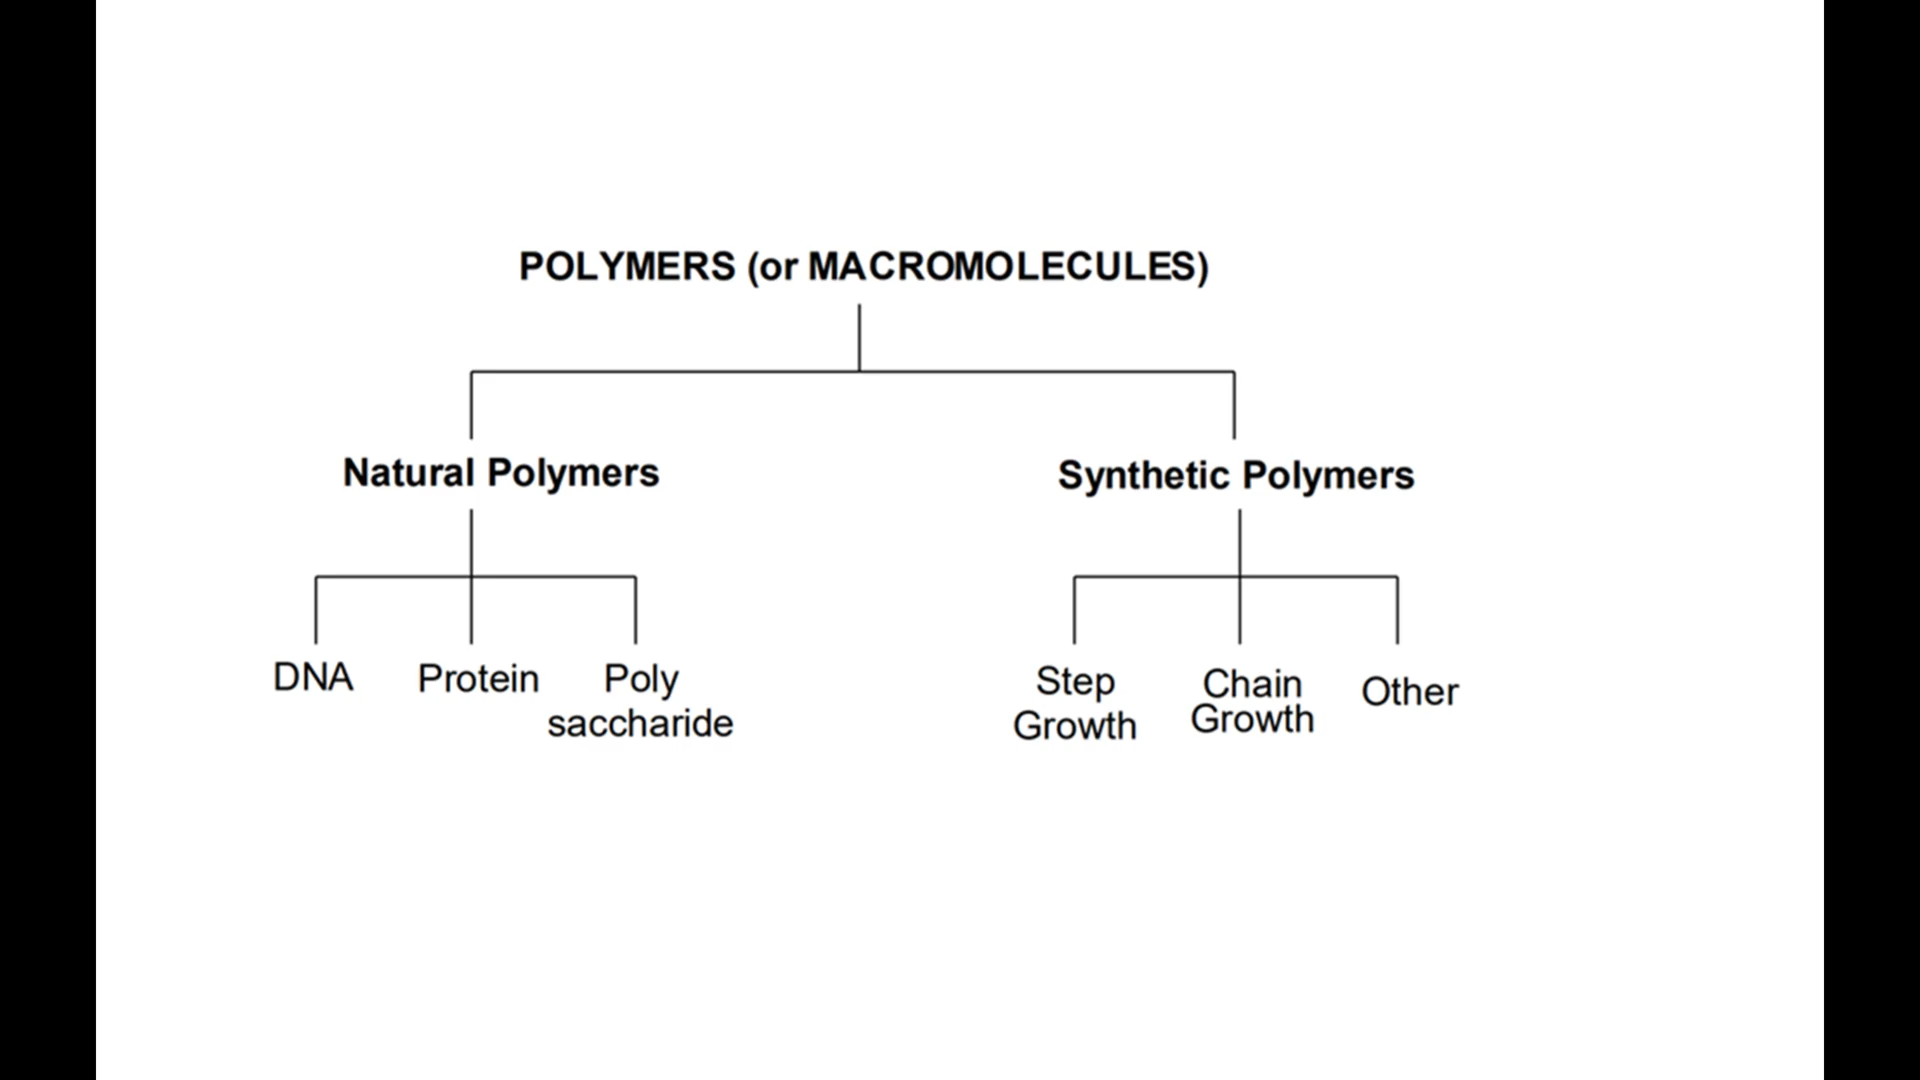 POLYMERS (or MACROMOLECULES)
Natural Polymers
Synthetic Polymers
DNA
Protein
Poly
saccharide
Step
Growth
Chain
Growth
Other